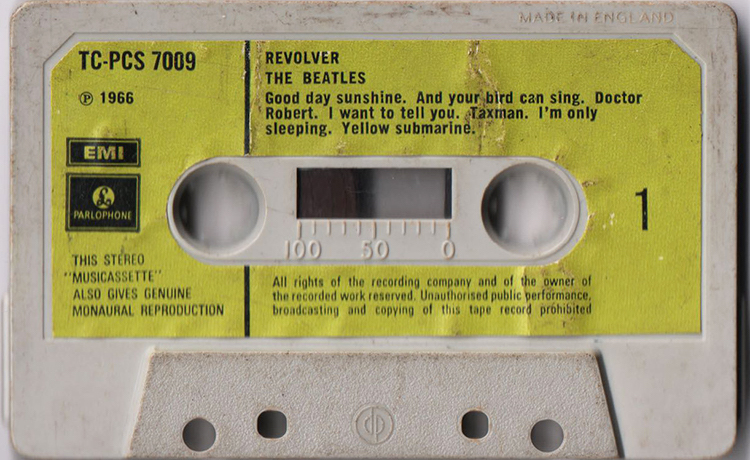 MADE IN ENGLAND
TC-PCS 7009
℗ 1966
EMI
£
PARLOPHONE
THIS STEREO
"MUSICASSETTE"
ALSO GIVES GENUINE
MONAURAL REPRODUCTION
REVOLVER
THE BEATLES
Good day sunshine. And your bird can sing. Doctor
Robert. I want to tell you. Taxman. I'm only
sleeping. Yellow submarine.
100 50 0
1
All rights of the recording company and of the owner of
the recorded work reserved. Unauthorised public performance,
broadcasting and copying of this tape record prohibited